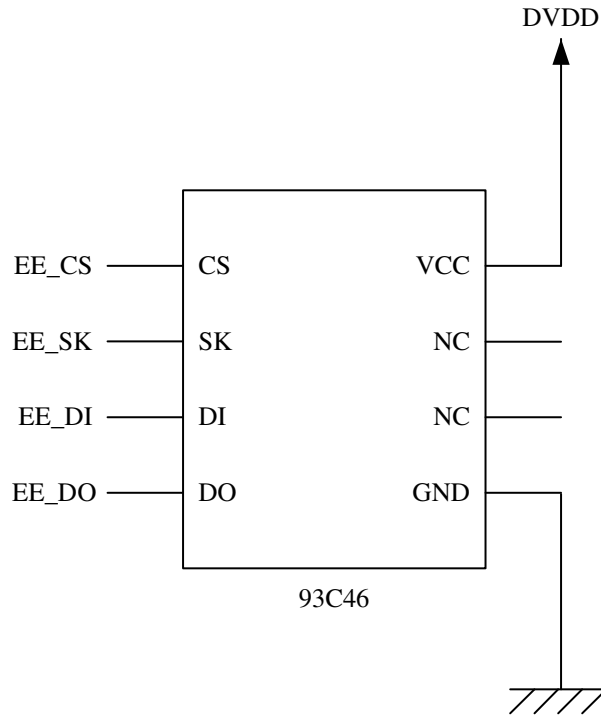 DVDD
EE_CS CS VCC
EE_SK SK NC
EE_DI DI NC
EE_DO DO GND
93C46